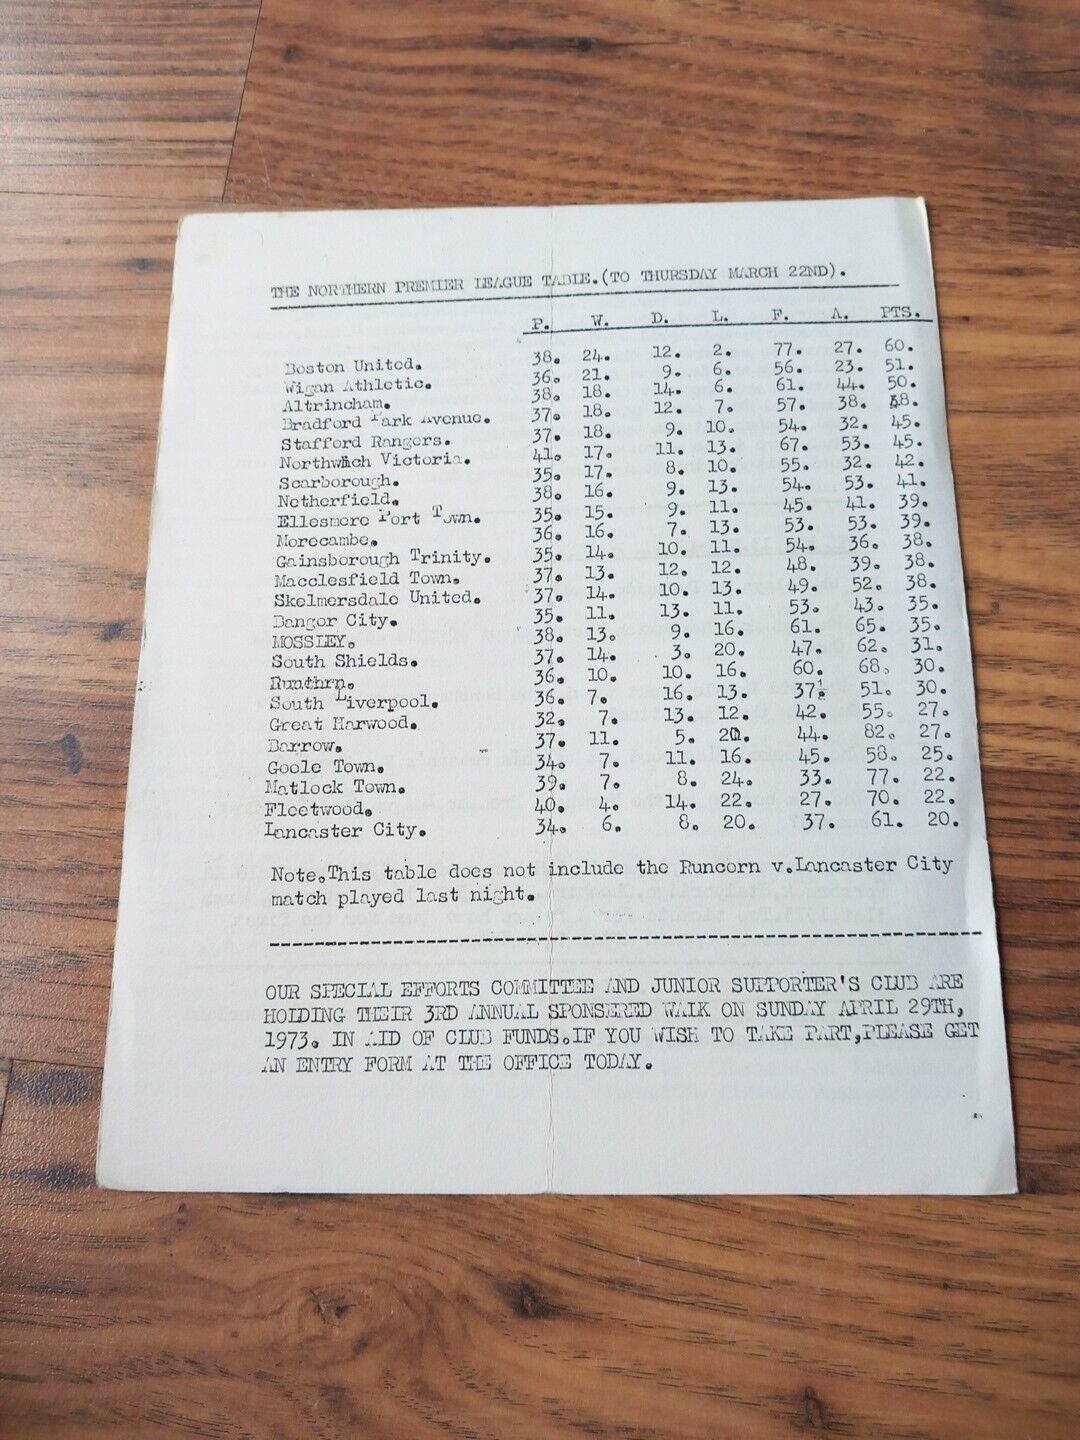 THE NORTHERN PREMIER LEAGUE TABLE.(TO THURSDAY MARCH 22ND).
P. W. D. L. F. A. PTS.
Boston United. 38. 24. 12. 2. 77. 27. 60.
Wigan Athletic. 36. 21. 9. 6. 56. 23. 51.
Altrincham. 38. 18. 14. 6. 61. 44. 50.
Bradford Park Avenue. 37. 18. 12. 7. 57. 38. 48.
Stafford Rangers. 37. 18. 9. 10. 54. 32. 45.
Northwich Victoria. 41. 17. 11. 13. 67. 53. 45.
Scarborough. 35. 17. 8. 10. 55. 32. 42.
Netherfield. 38. 16. 9. 13. 54. 53. 41.
Ellesmere Port Town. 35. 15. 9. 11. 45. 41. 39.
Morecambe. 36. 16. 7. 13. 53. 53. 39.
Gainsborough Trinity. 35. 14. 10. 11. 54. 36. 38.
Macclesfield Town. 37. 13. 12. 12. 48. 39. 38.
Skelmersdale United. 37. 14. 10. 13. 49. 52. 38.
Bangor City. 35. 11. 13. 11. 53. 43. 35.
MOSSLEY. 38. 13. 9. 16. 61. 65. 35.
South Shields. 37. 14. 3. 20. 47. 62. 31.
36. 10. 10. 16. 60. 68. 30.
South Liverpool. 36. 7. 16. 13. 37. 51. 30.
Great Harwood. 32. 7. 13. 12. 42. 55. 27.
Barrow. 37. 11. 5. 44. 82. 27.
Goole Town. 34. 7. 11. 16. 45. 58. 25.
Matlock Town. 39. 7. 8. 24. 33. 77. 22.
Fleetwood. 40. 4. 14. 22. 27. 70. 22.
Lancaster City. 34. 6. 8. 20. 37. 61. 20.
Note.This table does not include the Runcorn v.Lancaster City
match played last night.
OUR SPECIAL EFFORTS COMMITTEE AND JUNIOR SUPPORTER'S CLUB ARE
HOLDING THEIR 3RD ANNUAL SPONSERED WALK ON SUNDAY APRIL 29TH,
1973. IN AID OF CLUB FUNDS.IF YOU WISH TO TAKE PART,PLEASE GET
AN ENTRY FORM AT THE OFFICE TODAY.